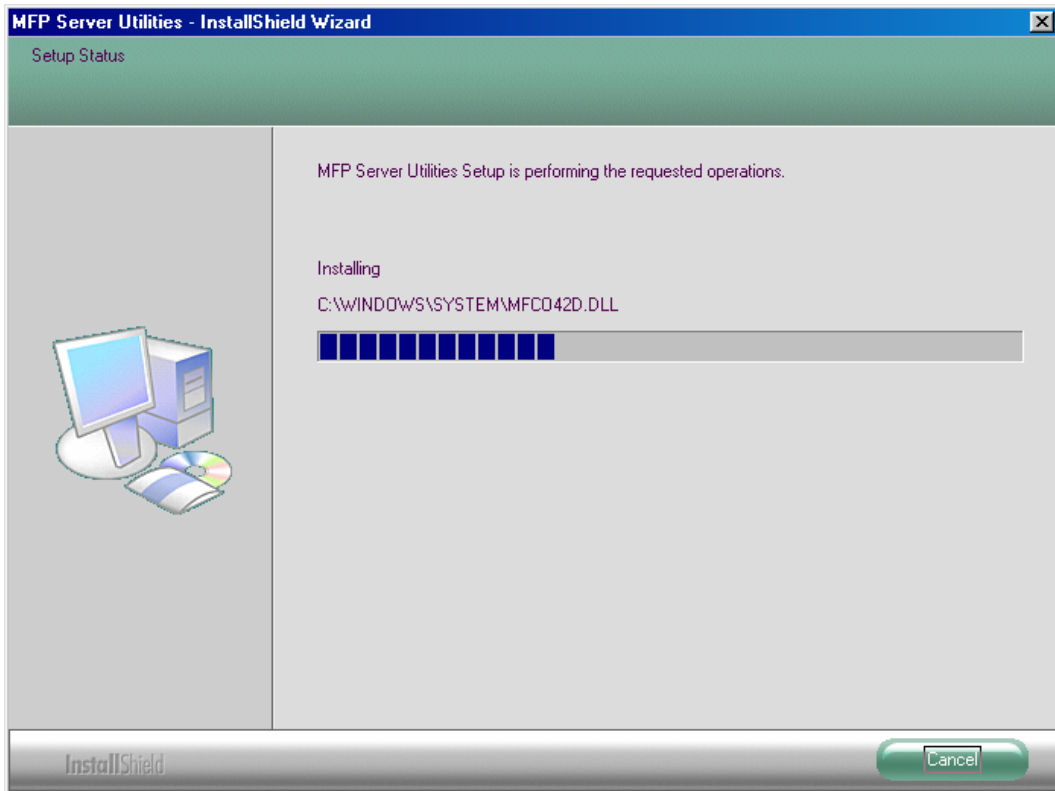 MFP Server Utilities - InstallShield Wizard
Setup Status
MFP Server Utilities Setup is performing the requested operations.
Installing
C:\WINDOWS\SYSTEM\MFCO42D.DLL
InstallShield
Cancel